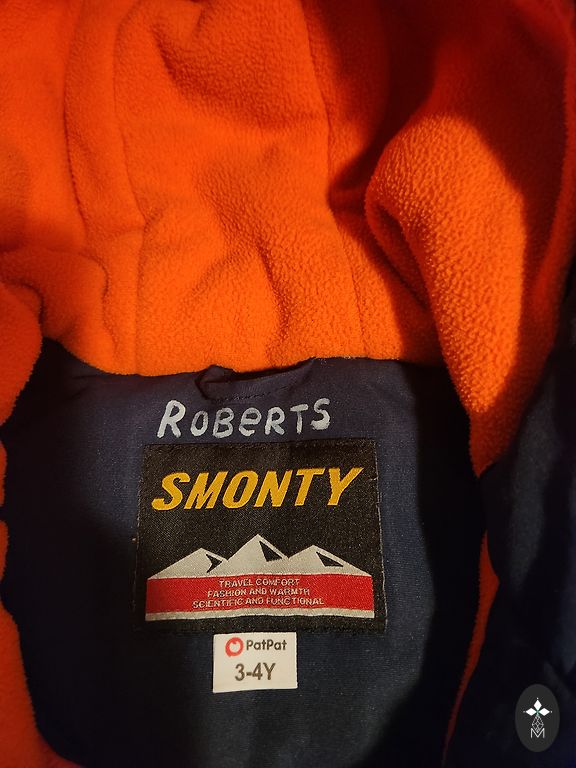 ROBERTS
SMONTY
TRAVEL COMFORT
FASHION AND WARMTH
SCIENTIFIC AND FUNCTIONAL
PatPat
3-4Y
M